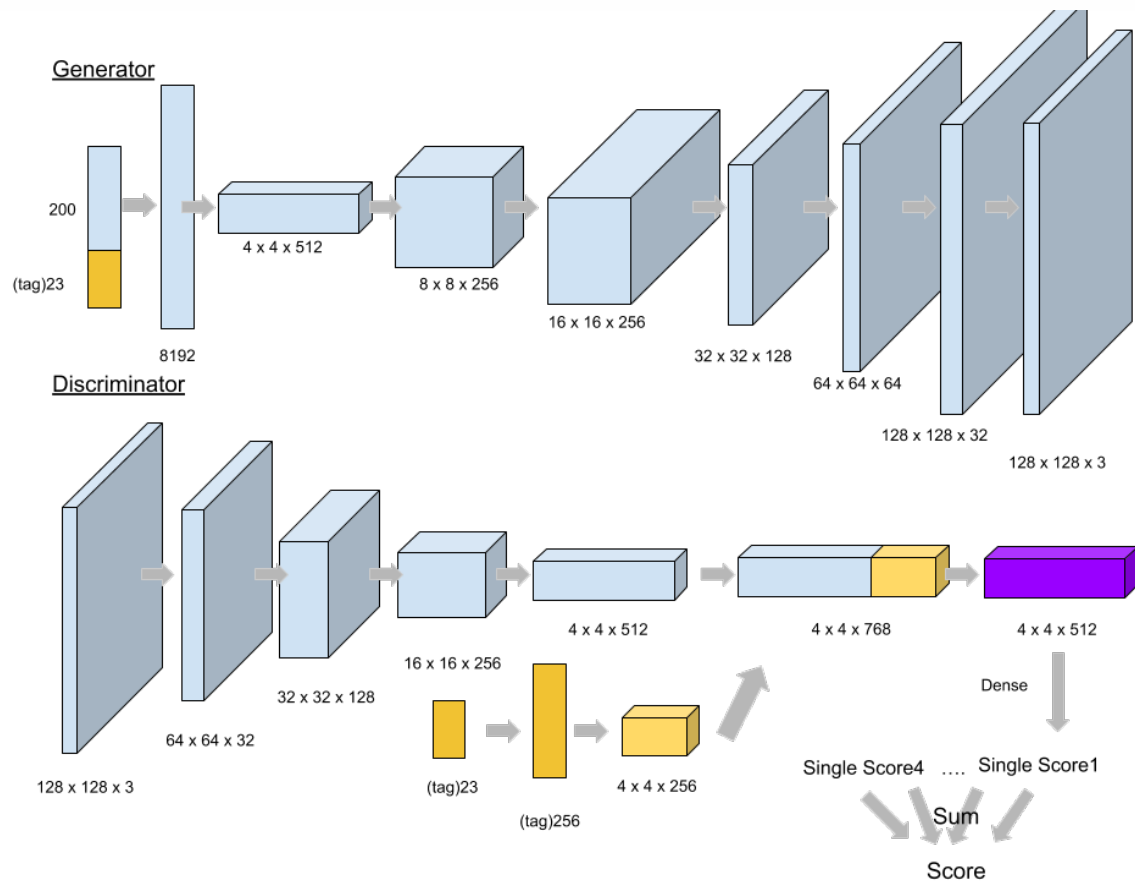 Generator
200
(tag)23
8192
4 x 4 x 512
8 x 8 x 256
16 x 16 x 256
32 x 32 x 128
64 x 64 x 64
128 x 128 x 32
128 x 128 x 3
Discriminator
128 x 128 x 3
64 x 64 x 32
32 x 32 x 128
16 x 16 x 256
4 x 4 x 512
4 x 4 x 768
4 x 4 x 512
(tag)23
(tag)256
4 x 4 x 256
Dense
Single Score4 .... Single Score1
Sum
Score